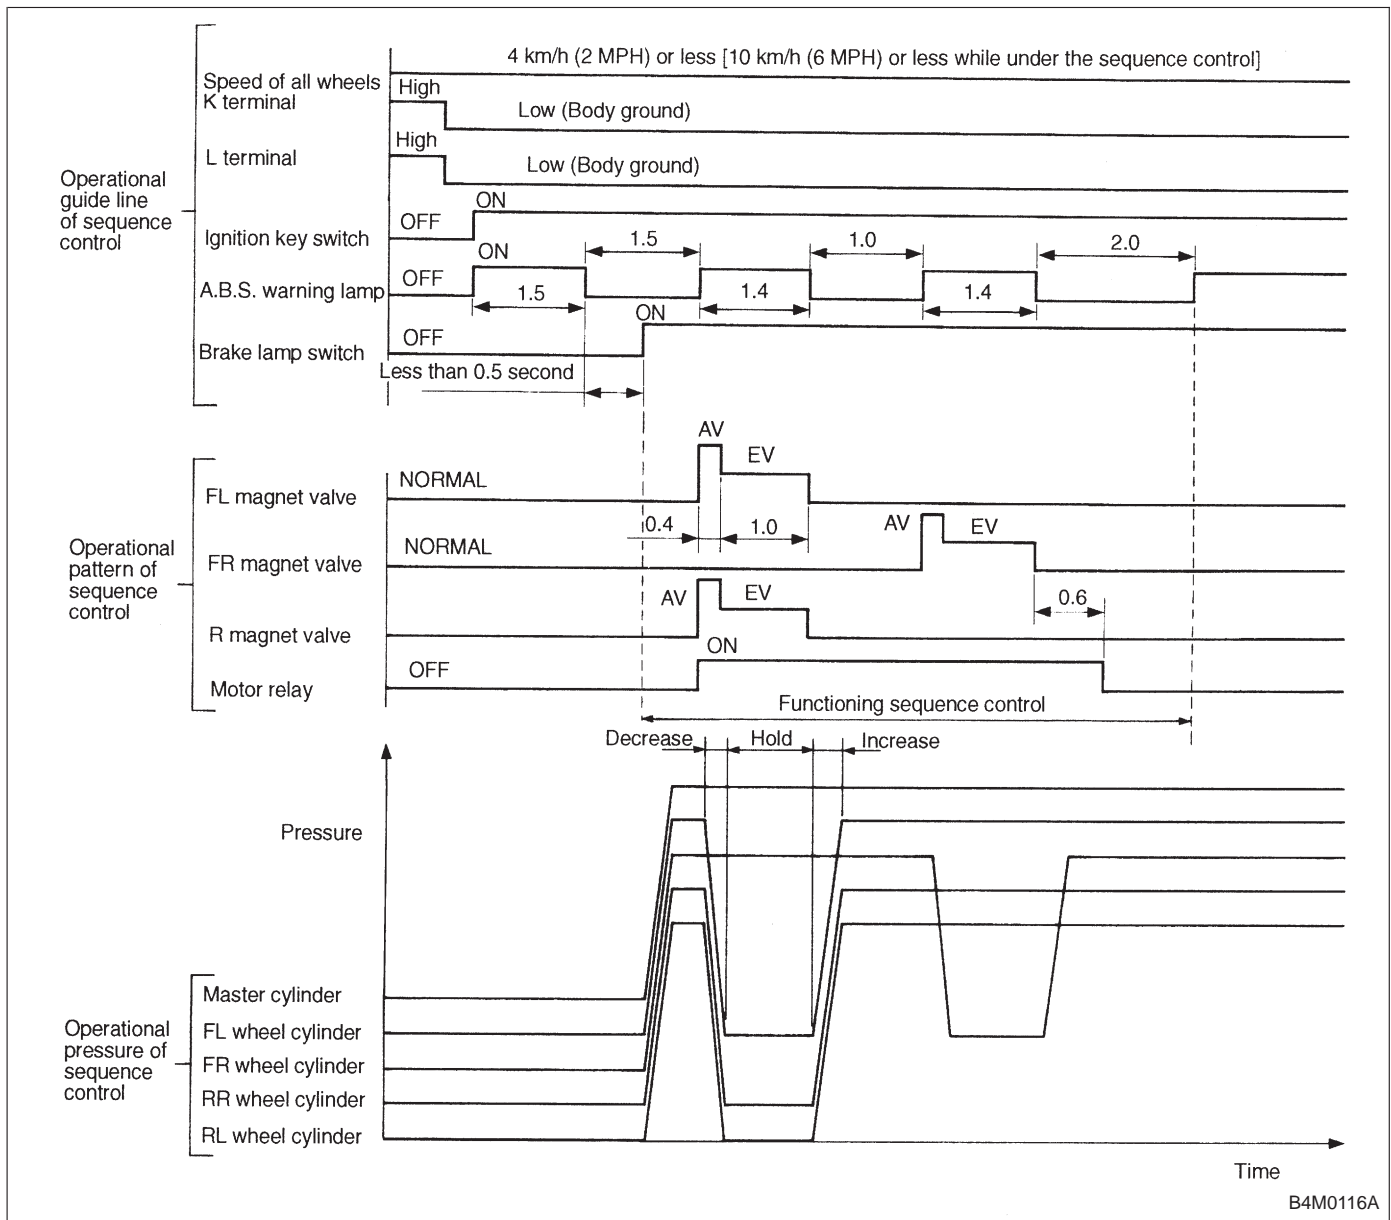 4 km/h (2 MPH) or less [10 km/h (6 MPH) or less while under the sequence control]
Speed of all wheels
High
K terminal
Low (Body ground)
High
L terminal
Low (Body ground)
Operational
guide line
of sequence
control
ON
OFF
Ignition key switch
1.5
1.0
2.0
ON
OFF
A.B.S. warning lamp
1.5
1.4
1.4
ON
OFF
Brake lamp switch
Less than 0.5 second
AV
EV
NORMAL
FL magnet valve
0.4
1.0
AV
EV
Operational
pattern of
sequence
control
NORMAL
FR magnet valve
AV
EV
0.6
R magnet valve
ON
OFF
Motor relay
Functioning sequence control
Decrease
Hold
Increase
Pressure
Operational
pressure of
sequence
control
Master cylinder
FL wheel cylinder
FR wheel cylinder
RR wheel cylinder
RL wheel cylinder
Time
B4M0116A